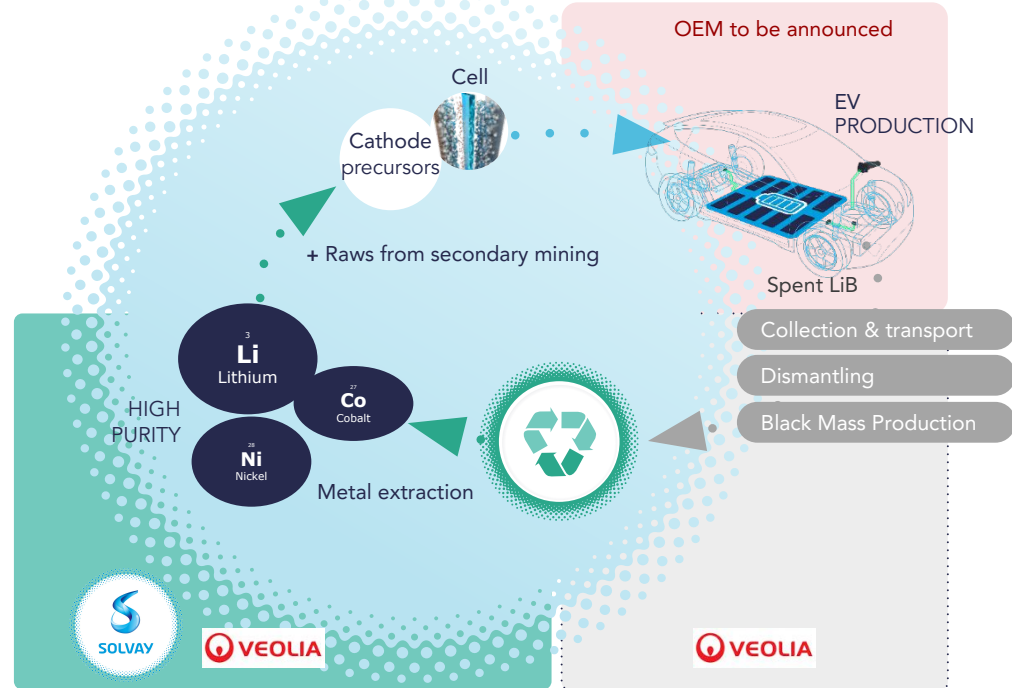 OEM to be announced
Cell
EV
PRODUCTION
Cathode
precursors
+ Raws from secondary mining
Spent LiB
Collection & transport
3
Li
Lithium
Dismantling
27
Co
Cobalt
HIGH
PURITY
Black Mass Production
28
Ni
Nickel
Metal extraction
SOLVAY
VEOLIA
VEOLIA